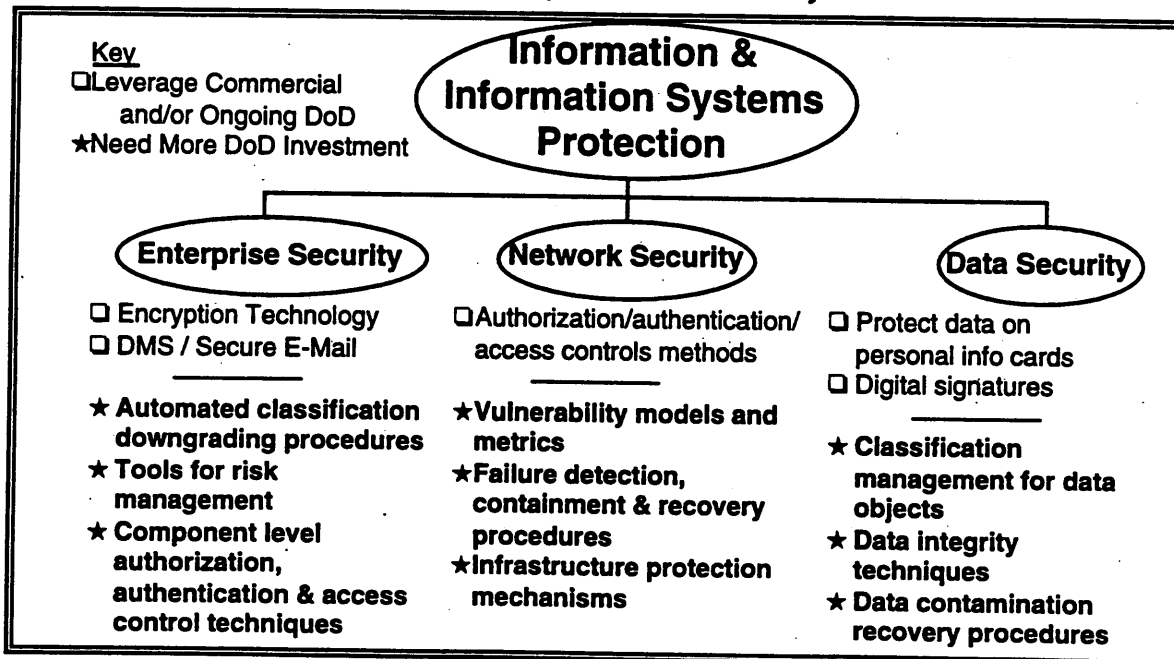 Key
❑Leverage Commercial
and/or Ongoing DoD
★Need More DoD Investment
Information &
Information Systems
Protection
Enterprise Security
❑ Encryption Technology
❑ DMS / Secure E-Mail
★ Automated classification
downgrading procedures
★ Tools for risk
management
★ Component level
authorization,
authentication & access
control techniques
Network Security
❑Authorization/authentication/
access controls methods
★Vulnerability models and
metrics
★Failure detection,
containment & recovery
procedures
★Infrastructure protection
mechanisms
Data Security
❑ Protect data on
personal info cards
❑ Digital signatures
★ Classification
management for data
objects
★ Data integrity
techniques
★ Data contamination
recovery procedures